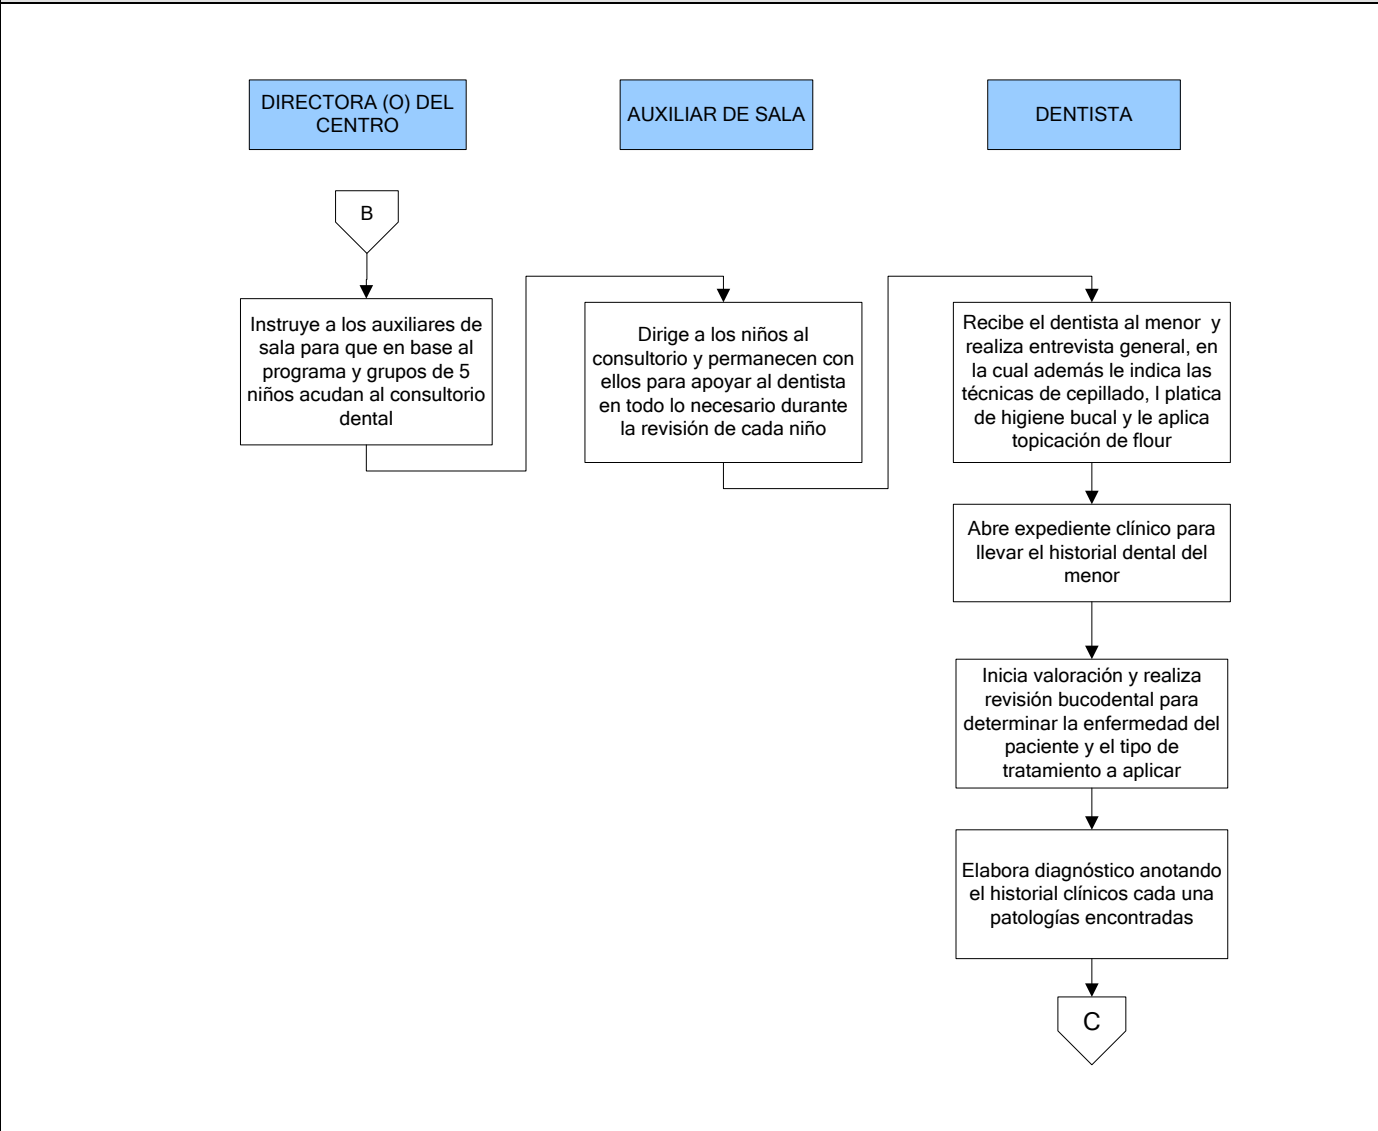 DIRECTORA (O) DEL
CENTRO
AUXILIAR DE SALA
DENTISTA
B
Instruye a los auxiliares de
sala para que en base al
programa y grupos de 5
niños acudan al consultorio
dental
Dirige a los niños al
consultorio y permanecen con
ellos para apoyar al dentista
en todo lo necesario durante
la revisión de cada niño
Recibe el dentista al menor y
realiza entrevista general, en
la cual además le indica las
técnicas de cepillado, l platica
de higiene bucal y le aplica
topicación de flour
Abre expediente clínico para
llevar el historial dental del
menor
Inicia valoración y realiza
revisión bucodental para
determinar la enfermedad del
paciente y el tipo de
tratamiento a aplicar
Elabora diagnóstico anotando
el historial clínicos cada una
patologías encontradas
C